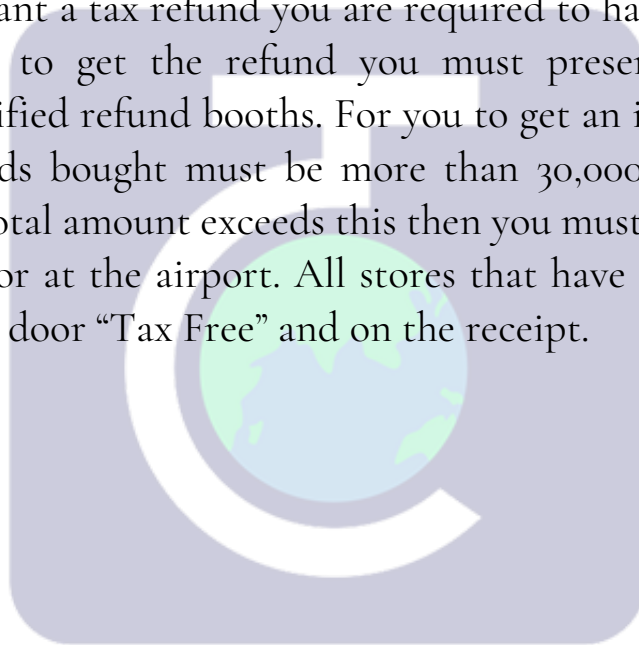 ant a tax refund you are required to ha
to get the refund you must prese
ified refund booths. For you to get an i
ds bought must be more than 30,000
otal amount exceeds this then you must
or at the airport. All stores that have
door “Tax Free” and on the receipt.